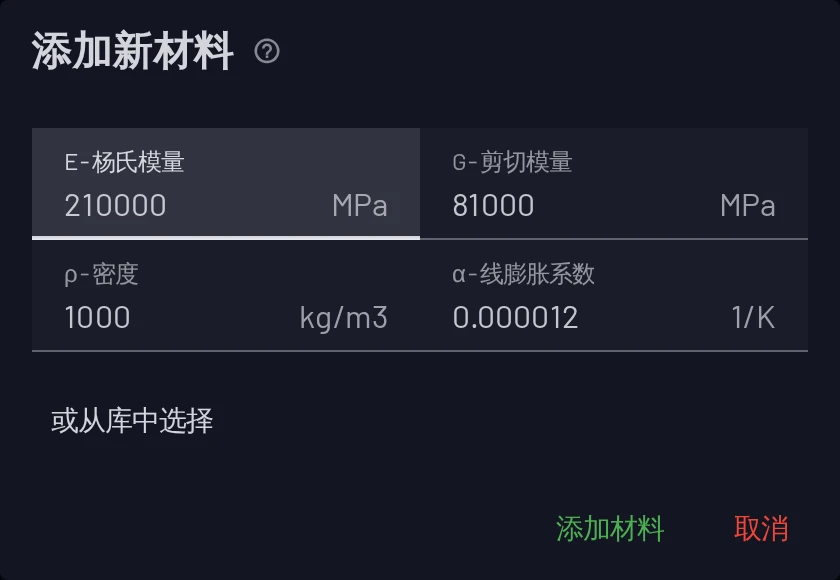 添加新材料 ?
E-杨氏模量 G-剪切模量
210000 MPa 81000 MPa
ρ-密度 α-线膨胀系数
1000 kg/m3 0.000012 1/K
或从库中选择
添加材料 取消